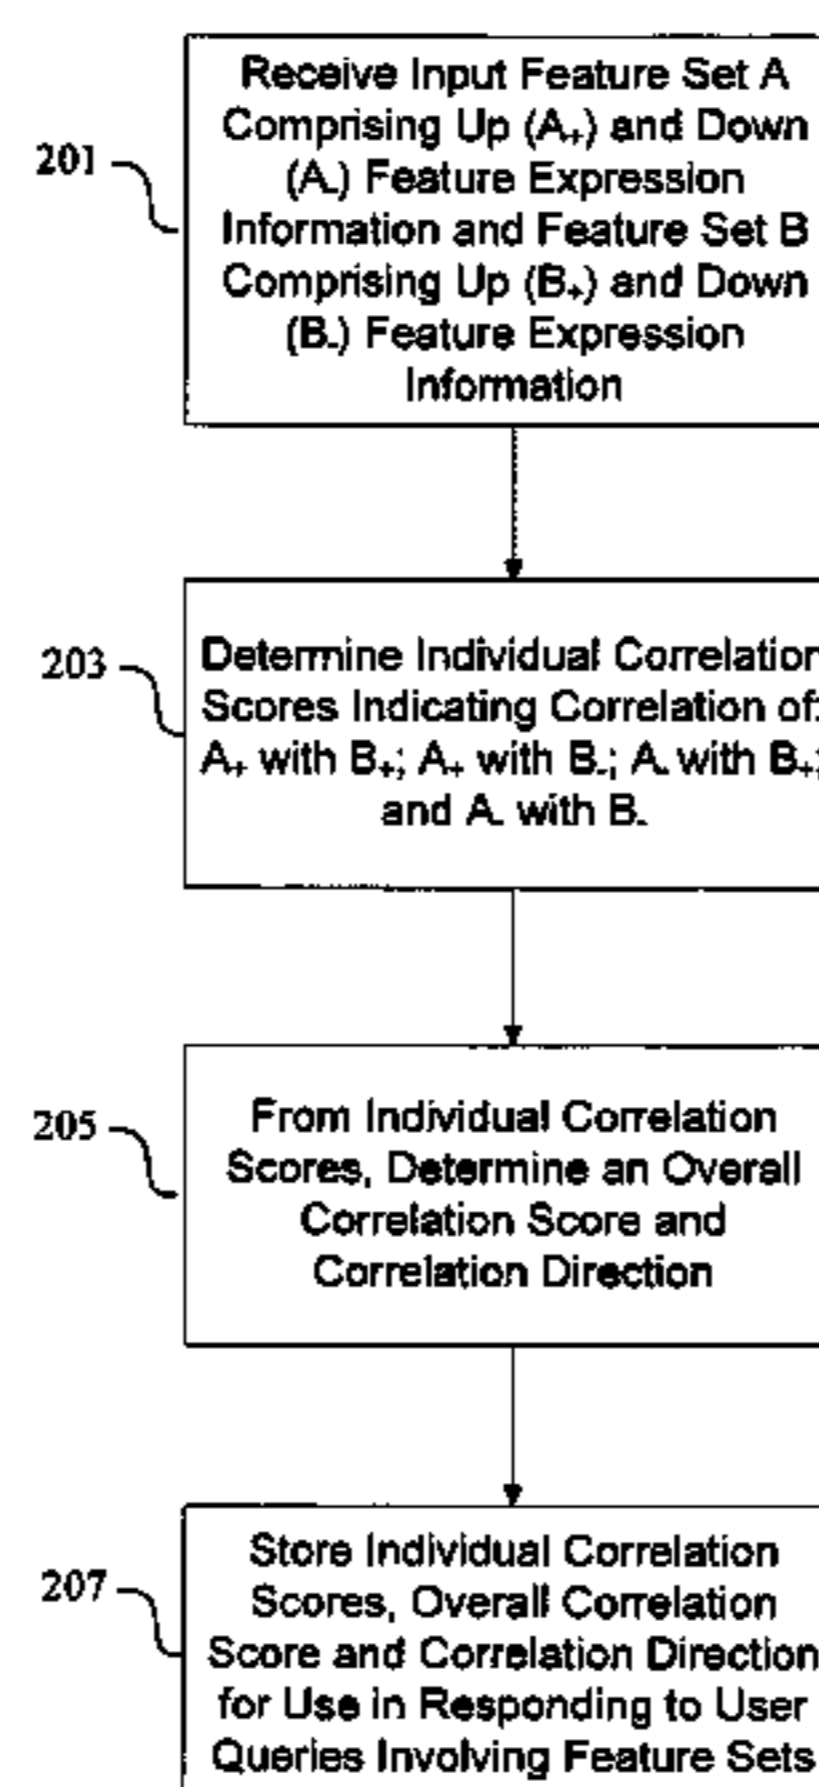 Receive Input Feature Set A
Comprising Up (A+) and Down
201
(A-) Feature Expression
Information and Feature Set B
Comprising Up (B+) and Down
(B-) Feature Expression
Information
203
Determine Individual Correlation
Scores Indicating Correlation of:
A+ with B+; A+ with B-; A- with B+;
and A- with B-
205
From Individual Correlation
Scores, Determine an Overall
Correlation Score and
Correlation Direction
207
Store Individual Correlation
Scores, Overall Correlation
Score and Correlation Direction
for Use in Responding to User
Queries Involving Feature Sets